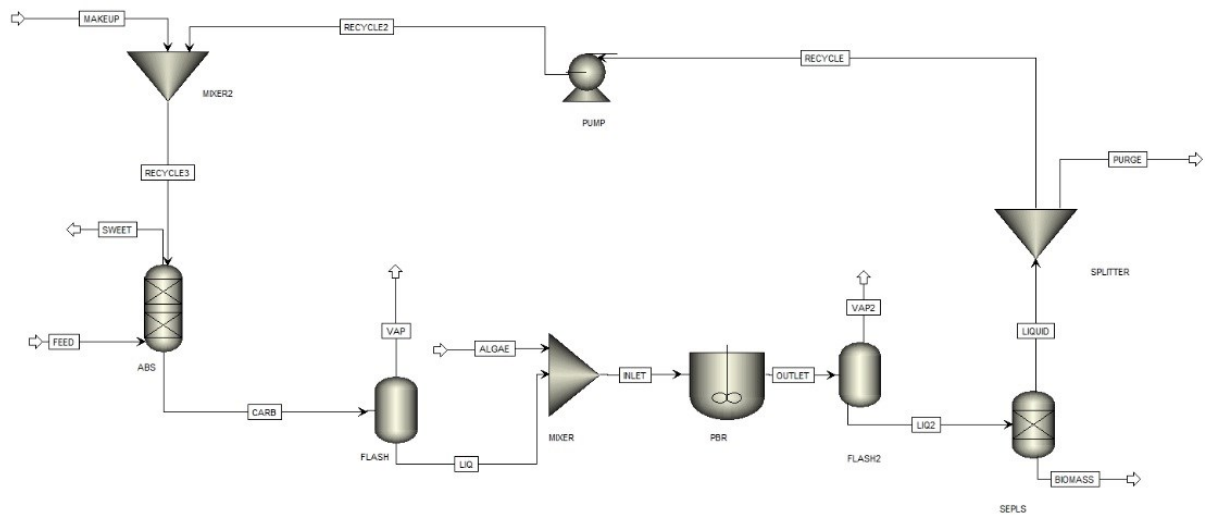 MAKEUP
RECYCLE2
RECYCLE
MIXER2
PUMP
RECYCLE3
PURGE
SWEET
SPLITTER
VAP
VAP2
LIQUID
FEED
ALGAE
ABS
INLET
OUTLET
CARB
MIXER
PBR
LIQ2
FLASH
LIQ
FLASH2
BIOMASS
SEPLS